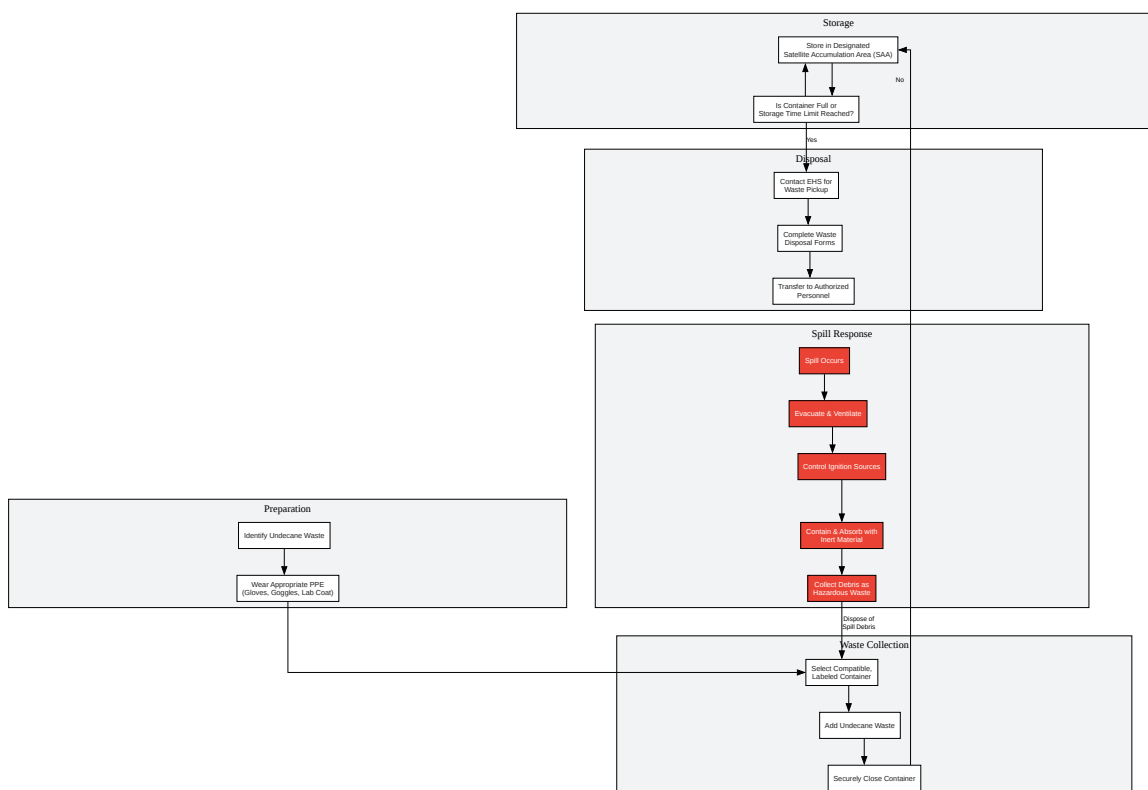 Storage
Store in Designated
Satellite Accumulation Area (SAA)
No
Is Container Full or
Storage Time Limit Reached?
Yes
Disposal
Contact EHS for
Waste Pickup
Complete Waste
Disposal Forms
Transfer to Authorized
Personnel
Spill Response
Spill Occurs
Evacuate & Ventilate
Control Ignition Sources
Contain & Absorb with
Inert Material
Collect Debris as
Hazardous Waste
Preparation
Identify Undecane Waste
Wear Appropriate PPE
(Gloves, Goggles, Lab Coat)
Dispose of
Spill Debris
Waste Collection
Select Compatible,
Labeled Container
Add Undecane Waste
Securely Close Container